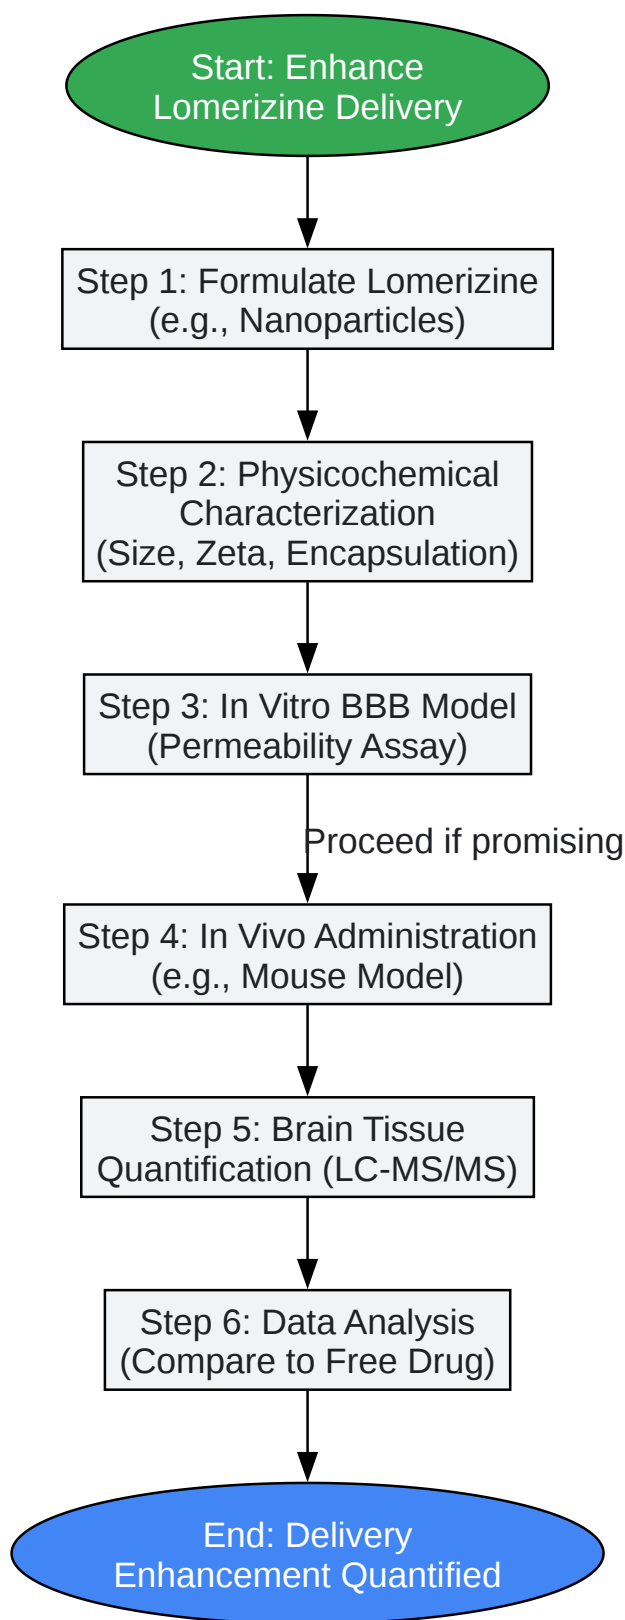 Start: Enhance
Lomerizine Delivery
Step 1: Formulate Lomerizine
(e.g., Nanoparticles)
Step 2: Physicochemical
Characterization
(Size, Zeta, Encapsulation)
Step 3: In Vitro BBB Model
(Permeability Assay)
Proceed if promising
Step 4: In Vivo Administration
(e.g., Mouse Model)
Step 5: Brain Tissue
Quantification (LC-MS/MS)
Step 6: Data Analysis
(Compare to Free Drug)
End: Delivery
Enhancement Quantified